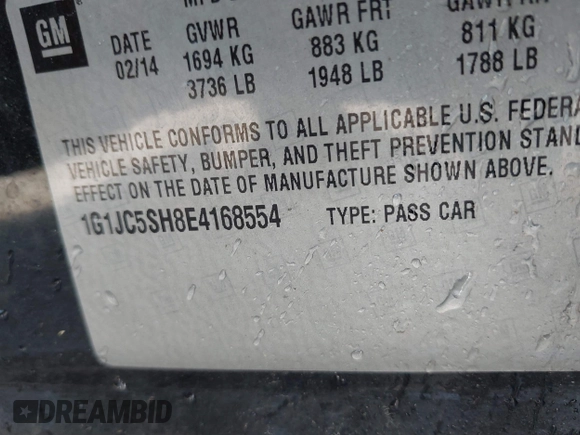 GM
DATE GVWR GAWR FRT GAWR RR
02/14 1694 KG 883 KG 811 KG
3736 LB 1948 LB 1788 LB
THIS VEHICLE CONFORMS TO ALL APPLICABLE U.S. FEDERA
VEHICLE SAFETY, BUMPER, AND THEFT PREVENTION STAN
EFFECT ON THE DATE OF MANUFACTURE SHOWN ABOVE.
1G1JC5SH8E4168554 TYPE: PASS CAR
DREAMBID